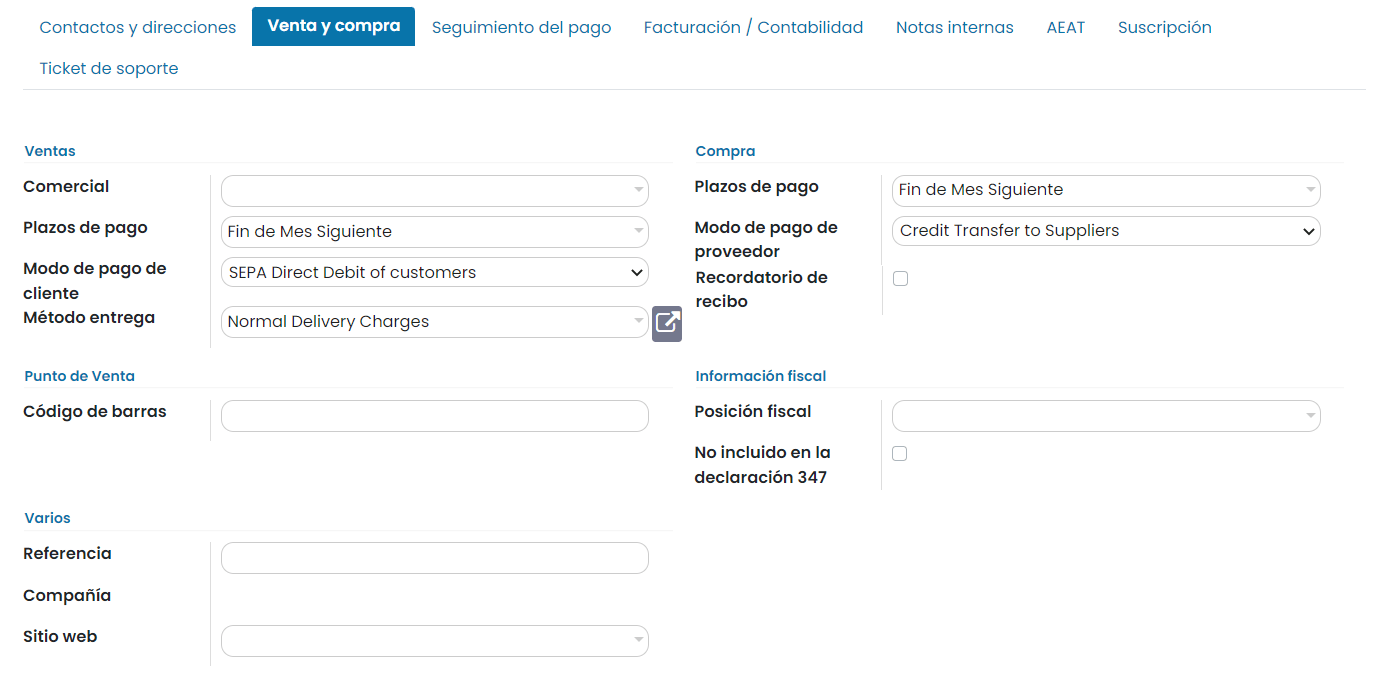 Contactos y direcciones Venta y compra Seguimiento del pago Facturación / Contabilidad Notas internas AEAT Suscripción
Ticket de soporte
Ventas
Comercial
Plazos de pago Fin de Mes Siguiente
Modo de pago de
cliente
SEPA Direct Debit of customers
Método entrega Normal Delivery Charges
Compra
Plazos de pago Fin de Mes Siguiente
Modo de pago de
proveedor
Credit Transfer to Suppliers
Recordatorio de
recibo
Punto de Venta
Código de barras
Información fiscal
Posición fiscal
No incluido en la
declaración 347
Varios
Referencia
Compañía
Sitio web